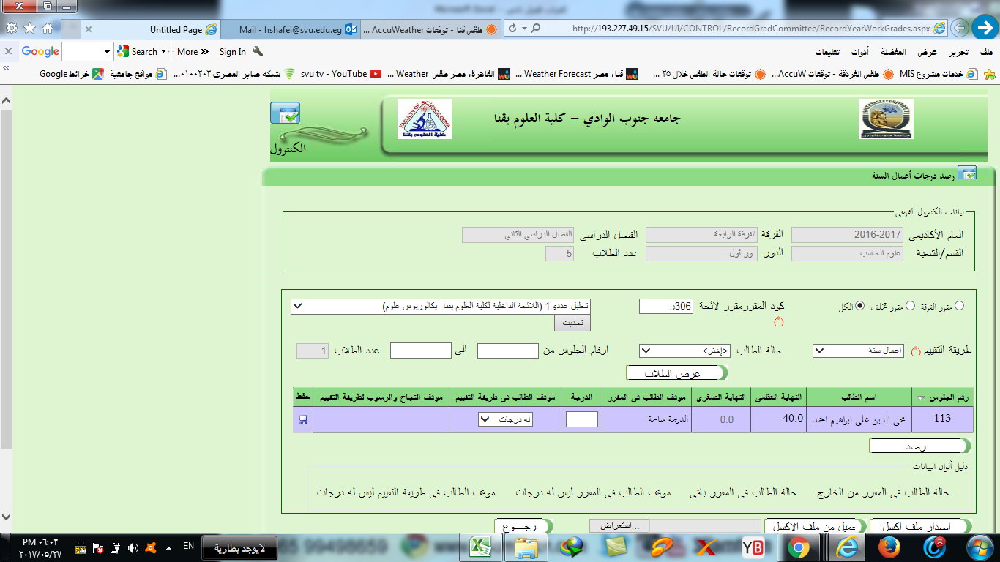 http://193.227.49.15/SVU/UI/CONTROL/RecordGradCommittee/RecordYearWorkGrades.aspx
طقس قنا - توقعات AccuWeather ...
Mail - hshafei@svu.edu.eg
Untitled Page
ملف تحرير عرض المفضلة أدوات تعليمات
Google Search More » Sign In
خدمات مشروع MIS
طقس الغردقة - توقعات AccuW...
توقعات حالة الطقس خلال ٢٥ ...
قنا، مصر Weather Forecast ...
القاهرة، مصر طقس Weather ...
svu tv - YouTube
شبكه صابر المصرى ٠١٠٠٢٠٣...
مواقع جامعية
خرائط Google
جامعه جنوب الوادي – كلية العلوم بقنا
FACULTY OF SCIENCE QENA
كلية العلوم بقنا
جامعة جنوب الوادى
الكنترول
رصد درجات أعمال السنة
بيانات الكنترول الفرعى
العام الأكاديمى 2016-2017 الفرقة الفرقة الرابعة الفصل الدراسى الفصل الدراسي الثاني
القسم/الشعبة علوم الحاسب الدور دور أول عدد الطلاب 5
مقرر الفرقة مقرر تخلف الكل كود المقررمقرر لائحة 306ر تحليل عددى1 (اللائحة الداخلية لكلية العلوم بقنا--بكالوريوس علوم)
(*) تحديث
طريقة التقييم (*) اعمال سنة حالة الطالب <إختر> ارقام الجلوس من الى عدد الطلاب 1
عرض الطلاب
رقم الجلوس اسم الطالب النهاية العظمى النهاية الصغرى موقف الطالب فى المقرر الدرجة موقف الطالب فى طريقة التقييم موقف النجاح والرسوب لطريقة التقييم حفظ
113 محى الدين على ابراهيم احمد 40.0 0.0 الدرجة متاحة له درجات
رصد
دليل ألوان البيانات
حالة الطالب فى المقرر من الخارج حالة الطالب فى المقرر باقى موقف الطالب فى المقرر ليس له درجات موقف الطالب فى طريقة التقييم ليس له درجات
اصدار ملف اكسل حميل من ملف الاكسل استعراض... رجـــوع
لايوجد بطارية
EN
٠٦:٠٣ PM
٢٠١٧/٠٥/٢٧